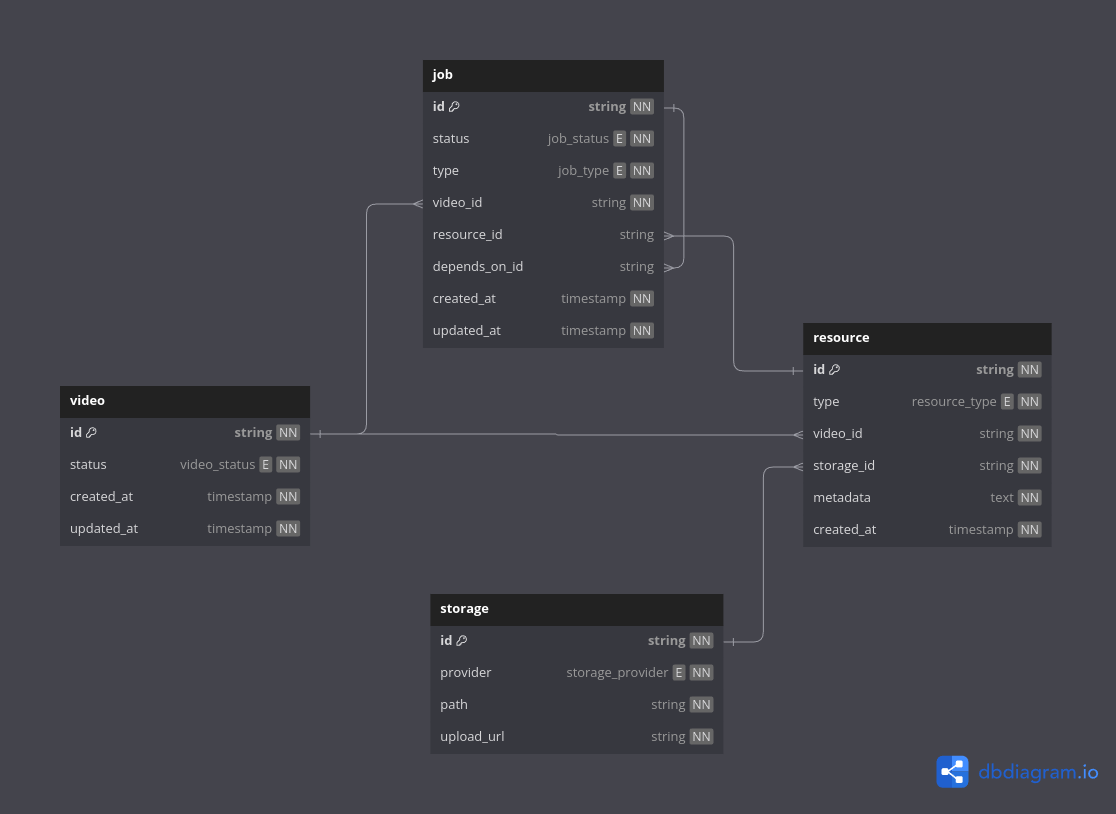 job
id string NN
status job_status E NN
type job_type E NN
video_id string NN
resource_id string
depends_on_id string
created_at timestamp NN
updated_at timestamp NN
resource
id string NN
type resource_type E NN
video_id string NN
storage_id string NN
metadata text NN
created_at timestamp NN
video
id string NN
status video_status E NN
created_at timestamp NN
updated_at timestamp NN
storage
id string NN
provider storage_provider E NN
path string NN
upload_url string NN
dbdiagram.io